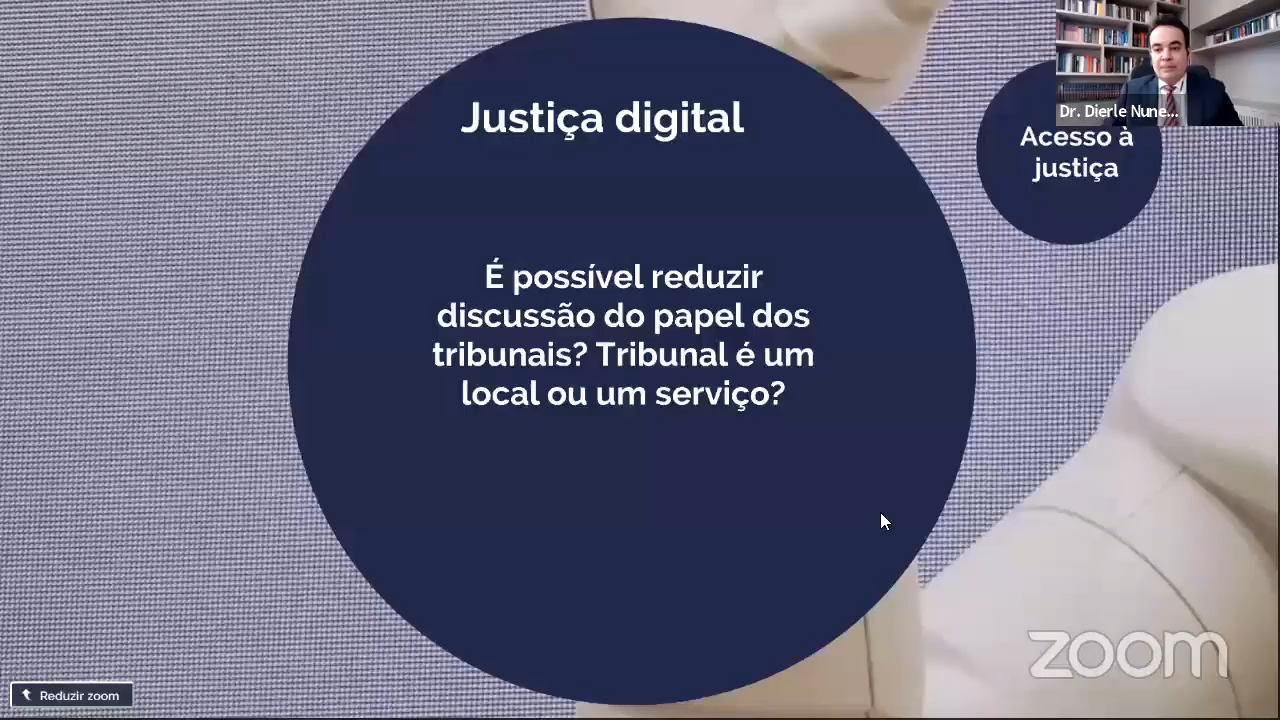 Justiça digital
É possível reduzir
discussão do papel dos
tribunais? Tribunal é um
local ou um serviço?
Dr. Dierle Nune...
Acesso à
justiça
zoom
Reduzir zoom